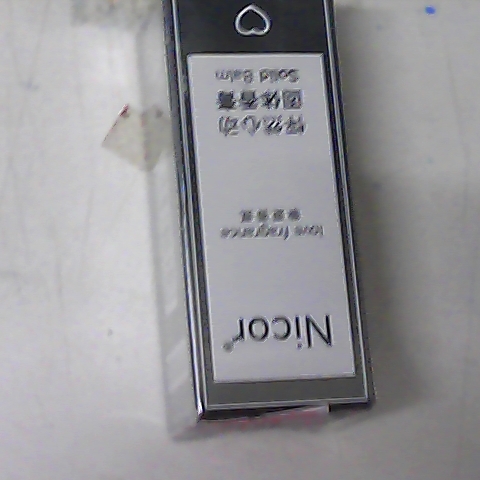 Nicor®
love fragrance
怦然心动
固体香膏
Solid Balm